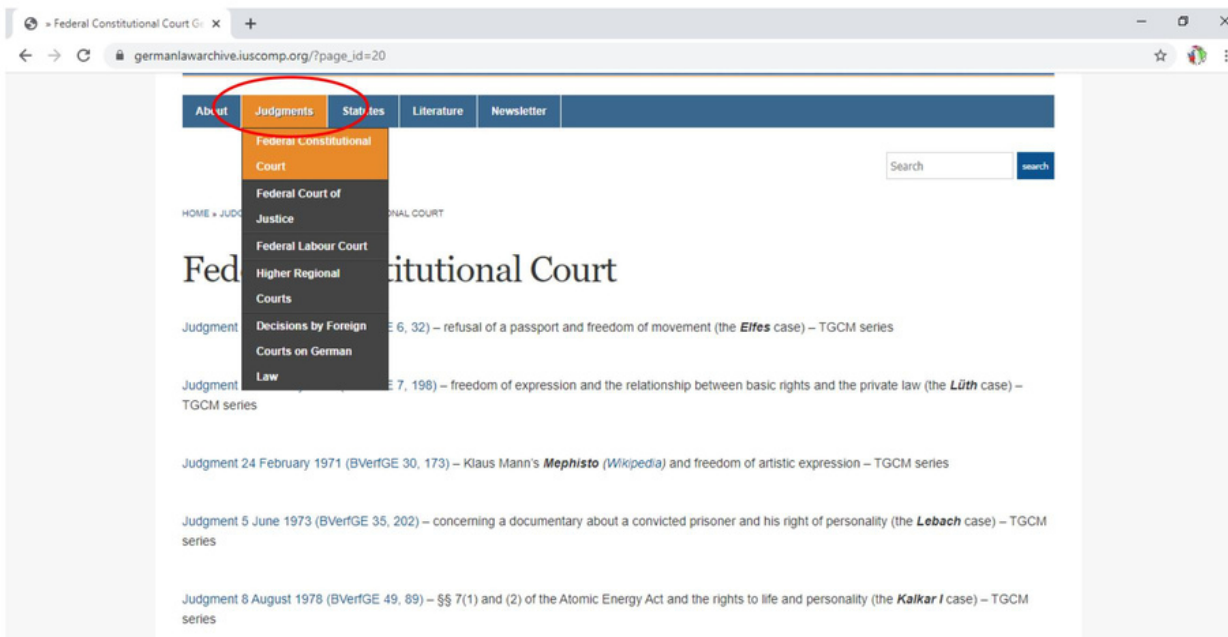 » Federal Constitutional Court G
germanlawarchive.iuscomp.org/?page_id=20
About Judgments Statutes Literature Newsletter
Federal Constitutional
Court
Search search
Federal Court of
Justice
HOME » JUDG NAL COURT
Federal Labour Court
Fed titutional Court
Higher Regional
Courts
Judgment E 6, 32) – refusal of a passport and freedom of movement (the Elfes case) – TGCM series
Decisions by Foreign
Courts on German
Law
Judgment E 7, 198) – freedom of expression and the relationship between basic rights and the private law (the Lüth case) –
TGCM series
Judgment 24 February 1971 (BVerfGE 30, 173) – Klaus Mann's Mephisto (Wikipedia) and freedom of artistic expression – TGCM series
Judgment 5 June 1973 (BVerfGE 35, 202) – concerning a documentary about a convicted prisoner and his right of personality (the Lebach case) – TGCM
series
Judgment 8 August 1978 (BVerfGE 49, 89) – §§ 7(1) and (2) of the Atomic Energy Act and the rights to life and personality (the Kalkar I case) – TGCM
series